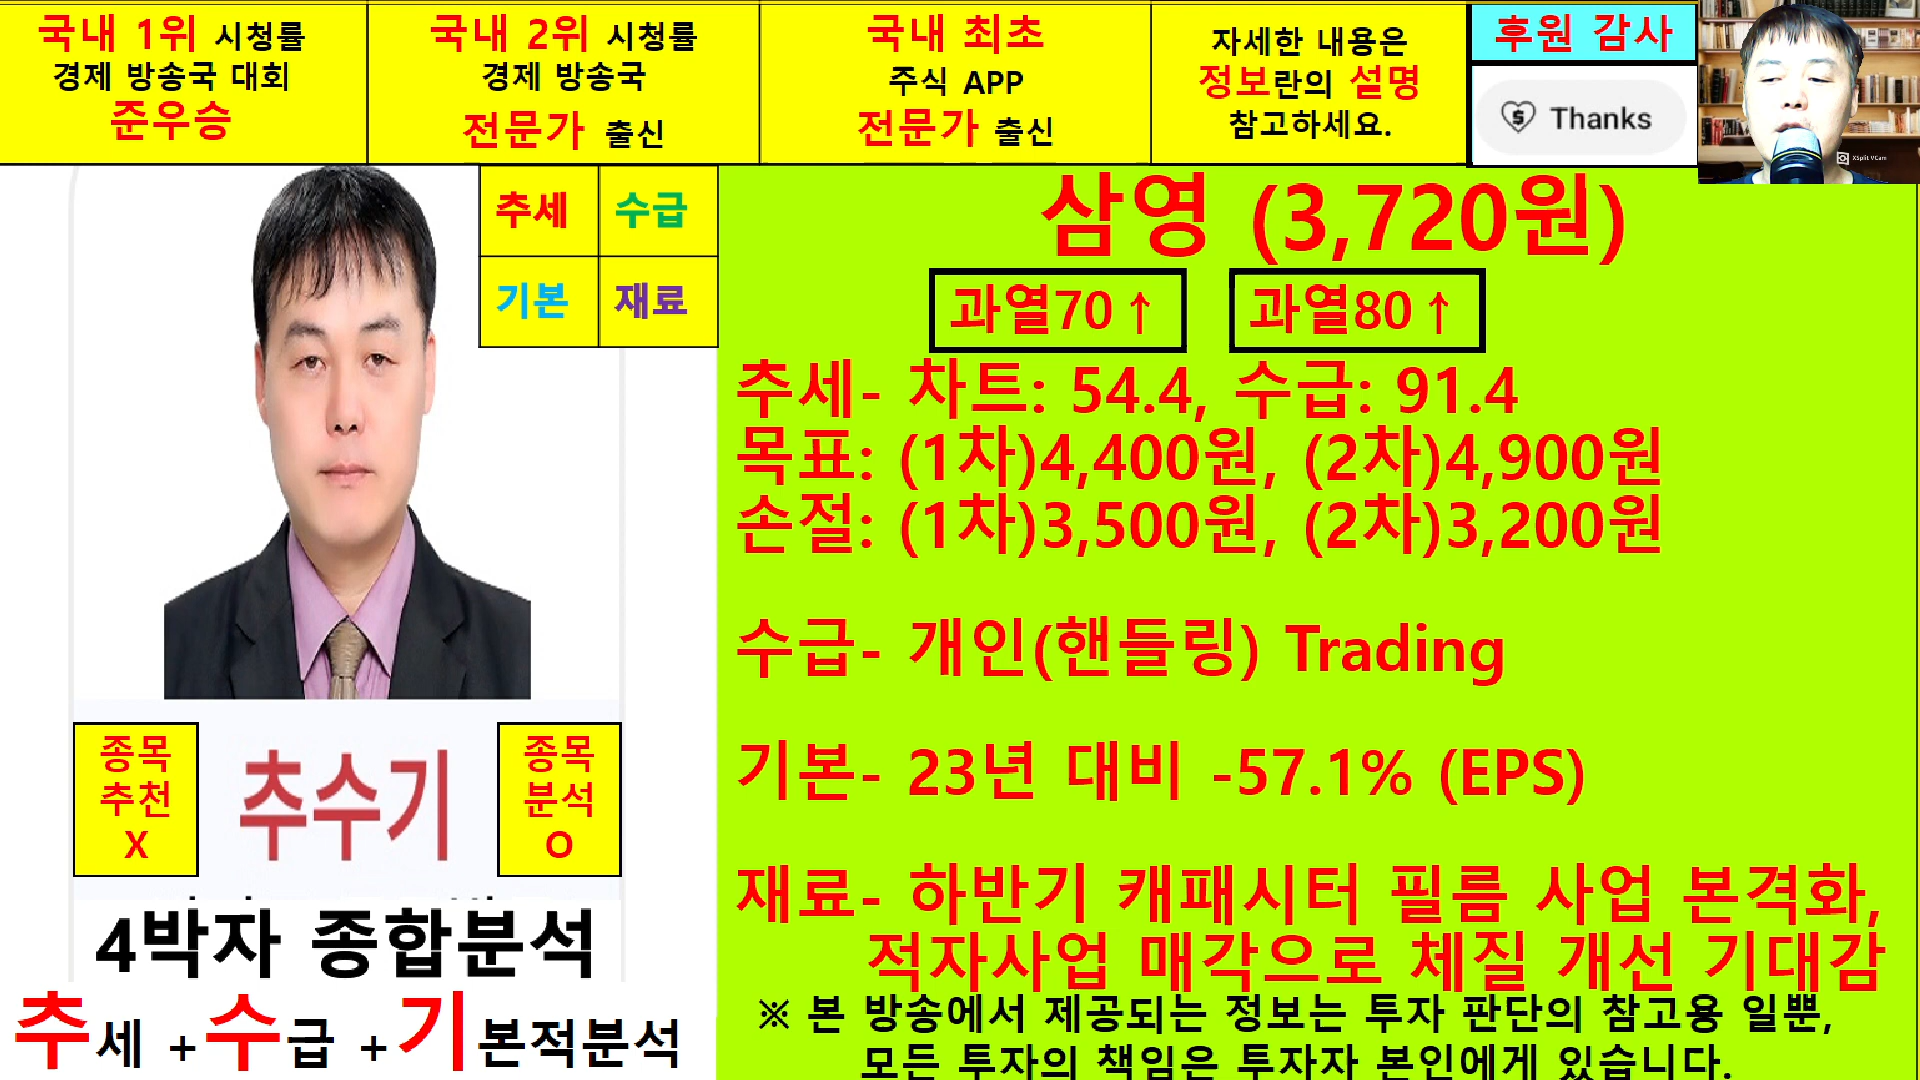 국내 1위 시청률
경제 방송국 대회
준우승
국내 2위 시청률
경제 방송국
전문가 출신
국내 최초
주식 APP
전문가 출신
자세한 내용은
정보란의 설명
참고하세요.
후원 감사
Thanks
XSplit VCam
추세 수급
기본 재료
삼영 (3,720원)
과열70↑ 과열80↑
추세- 차트: 54.4, 수급: 91.4
목표: (1차)4,400원, (2차)4,900원
손절: (1차)3,500원, (2차)3,200원
수급- 개인(핸들링) Trading
기본- 23년 대비 -57.1% (EPS)
재료- 하반기 캐패시터 필름 사업 본격화,
적자사업 매각으로 체질 개선 기대감
※ 본 방송에서 제공되는 정보는 투자 판단의 참고용 일뿐,
모든 투자의 책임은 투자자 본인에게 있습니다.
종목
추천
X
추수기
종목
분석
O
4박자 종합분석
추세 +수급 +기본적분석